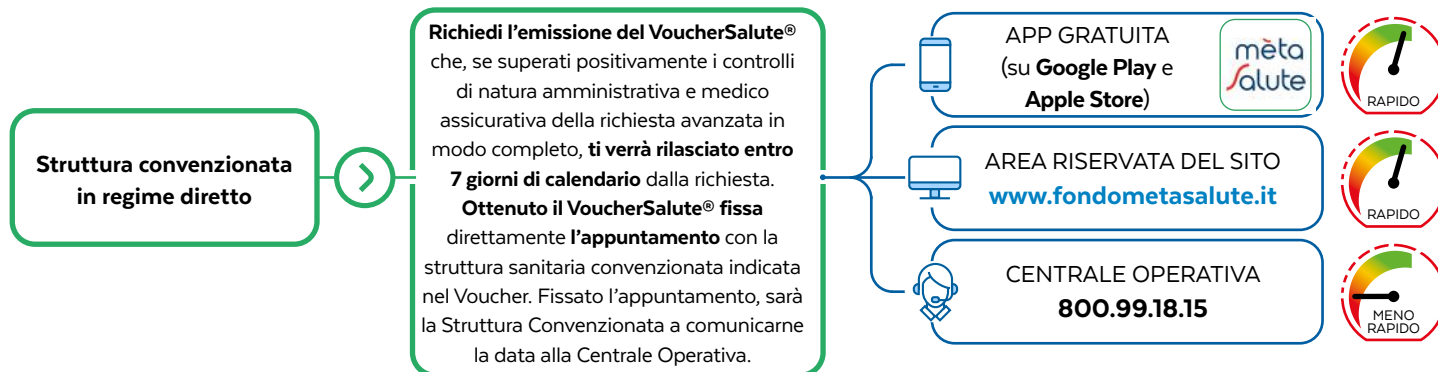 Struttura convenzionata
in regime diretto
Richiedi l’emissione del VoucherSalute®
che, se superati positivamente i controlli
di natura amministrativa e medico
assicurativa della richiesta avanzata in
modo completo, ti verrà rilasciato entro
7 giorni di calendario dalla richiesta.
Ottenuto il VoucherSalute® fissa
direttamente l’appuntamento con la
struttura sanitaria convenzionata indicata
nel Voucher. Fissato l’appuntamento, sarà
la Struttura Convenzionata a comunicarne
la data alla Centrale Operativa.
APP GRATUITA
(su Google Play e
Apple Store)
mèta
Salute
RAPIDO
AREA RISERVATA DEL SITO
www.fondometasalute.it
RAPIDO
CENTRALE OPERATIVA
800.99.18.15
MENO
RAPIDO